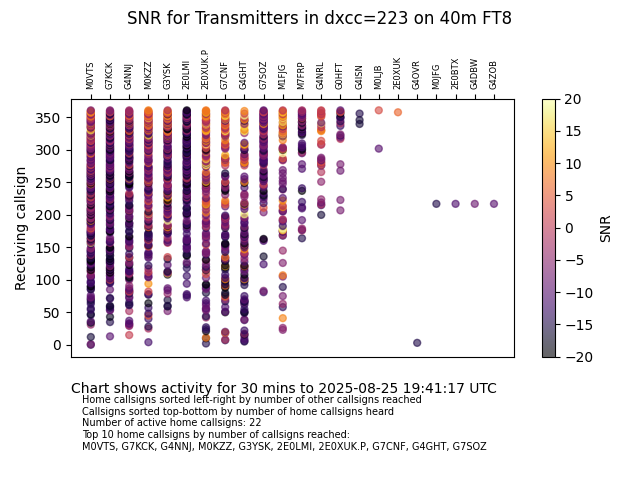 SNR for Transmitters in dxcc=223 on 40m FT8
M0VTS G7KCK G4NNJ M0KZZ G3YSK 2E0LMI 2E0XUK.P G7CNF G4GHT G7SOZ M1FJG M7FRP G4NRL G0HFT G4ISN M0LJB 2E0XUK G4OVR M0JFG 2E0BTX G4DBW G4ZOB
350
300
250
200
150
100
50
0
Receiving callsign
20
15
10
5
0
−5
−10
−15
−20
SNR
Chart shows activity for 30 mins to 2025-08-25 19:41:17 UTC
Home callsigns sorted left-right by number of other callsigns reached
Callsigns sorted top-bottom by number of home callsigns heard
Number of active home callsigns: 22
Top 10 home callsigns by number of callsigns reached:
M0VTS, G7KCK, G4NNJ, M0KZZ, G3YSK, 2E0LMI, 2E0XUK.P, G7CNF, G4GHT, G7SOZ